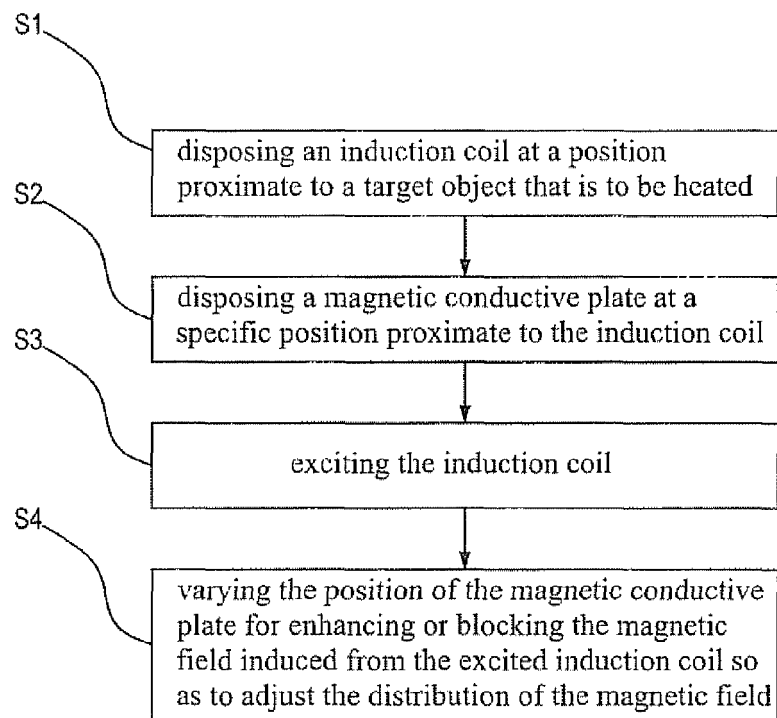 S1
disposing an induction coil at a position
proximate to a target object that is to be heated
S2
disposing a magnetic conductive plate at a
specific position proximate to the induction coil
S3
exciting the induction coil
S4
varying the position of the magnetic conductive
plate for enhancing or blocking the magnetic
field induced from the excited induction coil so
as to adjust the distribution of the magnetic field